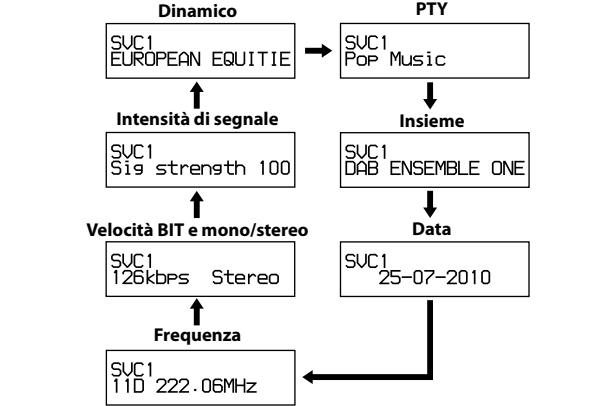 Dinamico
SVC1
EUROPEAN EQUITIE
PTY
SVC1
Pop Music
Intensità di segnale
SVC1
Sig strength 100
Insieme
SVC1
DAB ENSEMBLE ONE
Velocità BIT e mono/stereo
SVC1
126kbps Stereo
Data
SVC1
25-07-2010
Frequenza
SVC1
11D 222.06MHz